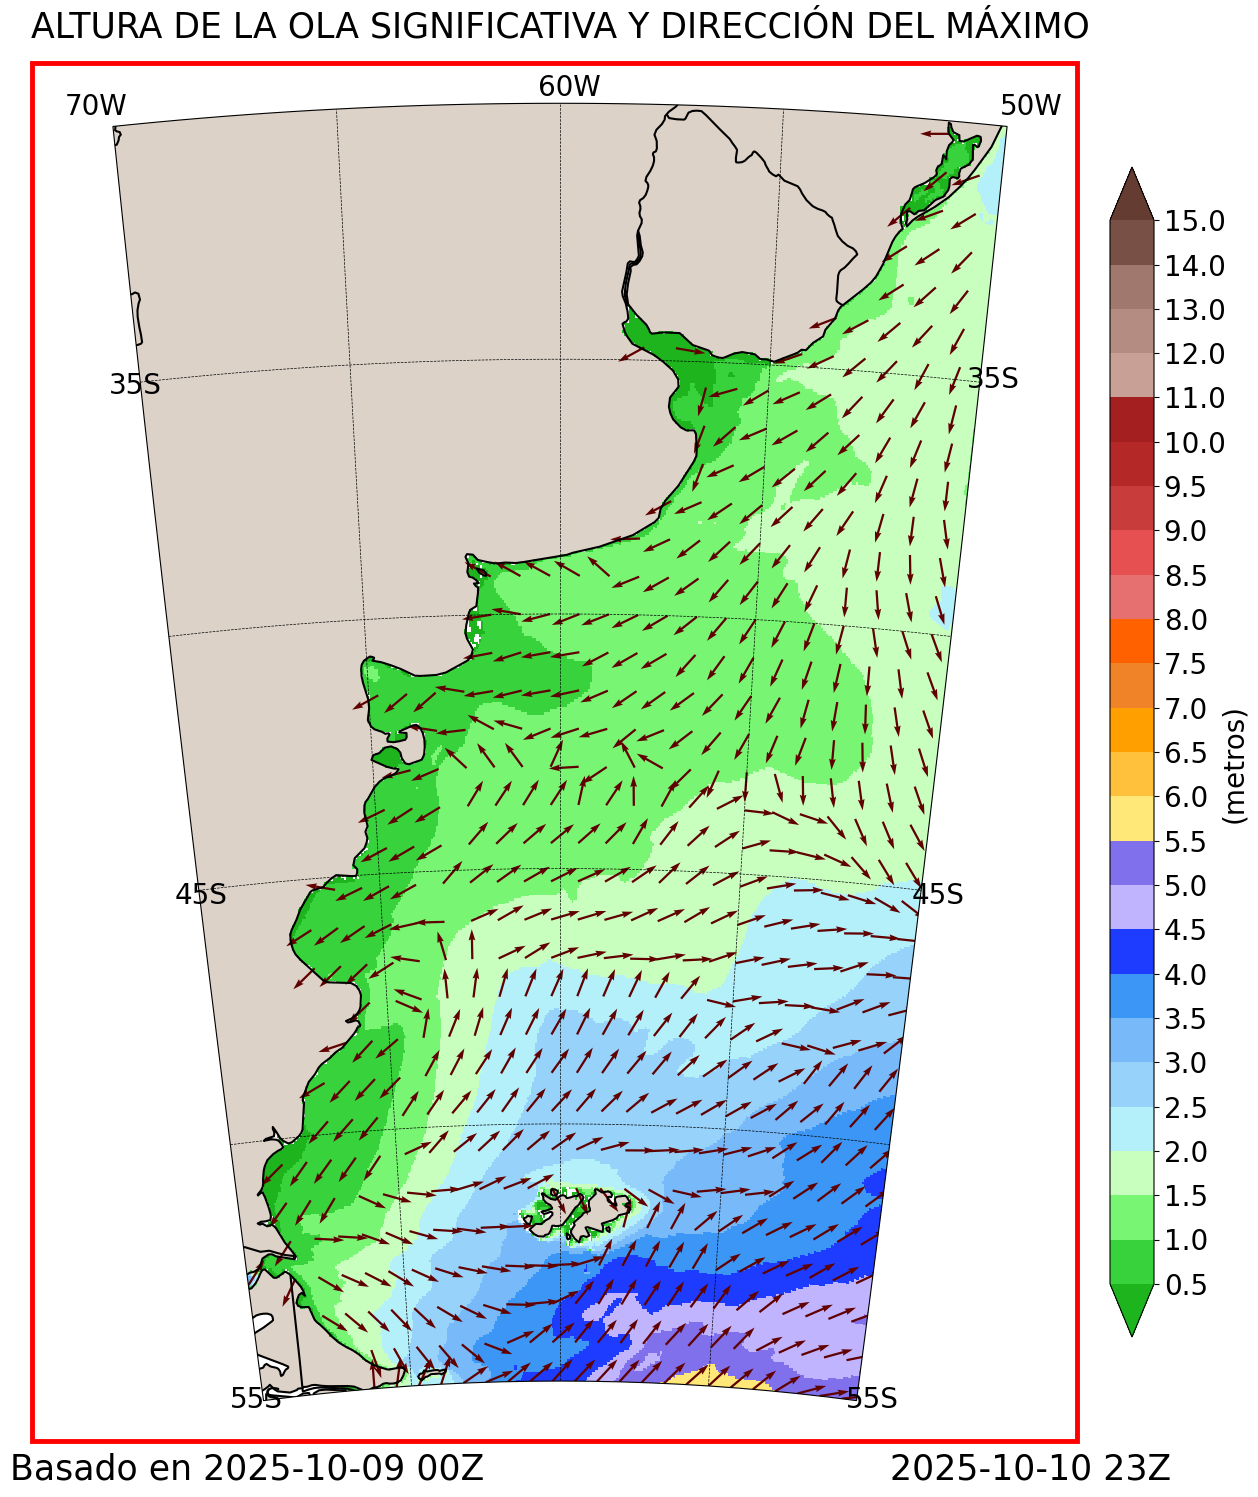 ALTURA DE LA OLA SIGNIFICATIVA Y DIRECCIÓN DEL MÁXIMO
70W
60W
50W
35S
35S
45S
45S
55S
55S
15.0
14.0
13.0
12.0
11.0
10.0
9.5
9.0
8.5
8.0
7.5
7.0
6.5
6.0
5.5
5.0
4.5
4.0
3.5
3.0
2.5
2.0
1.5
1.0
0.5
(metros)
Basado en 2025-10-09 00Z
2025-10-10 23Z